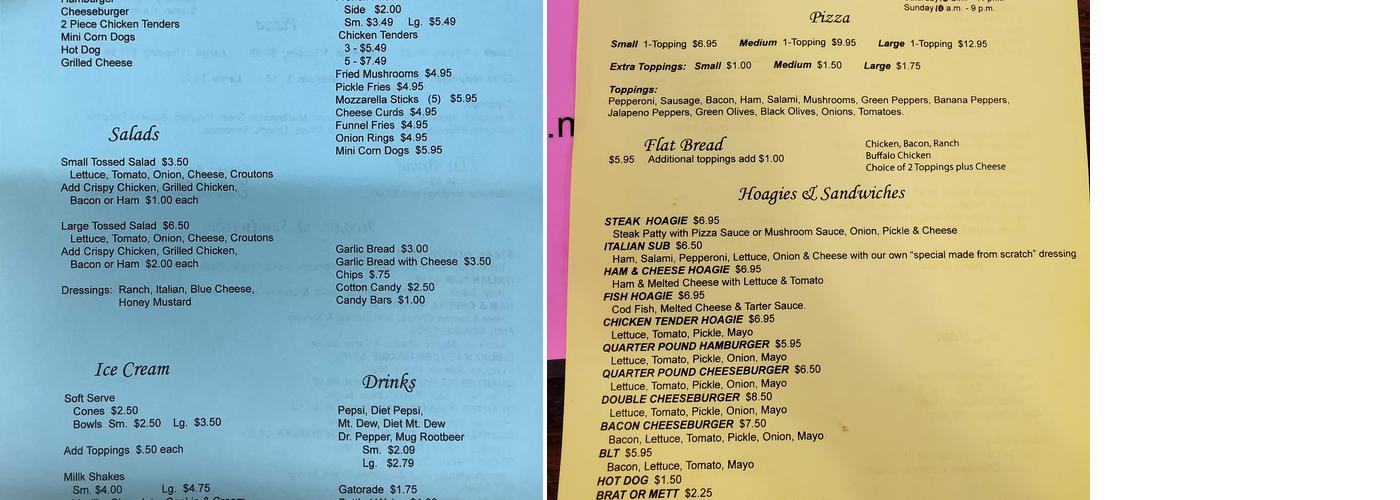 Hamburger
Cheeseburger
2 Piece Chicken Tenders
Mini Corn Dogs
Hot Dog
Grilled Cheese
Salads
Small Tossed Salad $3.50
Lettuce, Tomato, Onion, Cheese, Croutons
Add Crispy Chicken, Grilled Chicken,
Bacon or Ham $1.00 each
Large Tossed Salad $6.50
Lettuce, Tomato, Onion, Cheese, Croutons
Add Crispy Chicken, Grilled Chicken,
Bacon or Ham $2.00 each
Dressings: Ranch, Italian, Blue Cheese,
Honey Mustard
Ice Cream
Soft Serve
Cones $2.50
Bowls Sm. $2.50 Lg. $3.50
Add Toppings $.50 each
Millk Shakes
Sm. $4.00 Lg. $4.75
Side $2.00
Sm. $3.49 Lg. $5.49
Chicken Tenders
3 - $5.49
5 - $7.49
Fried Mushrooms $4.95
Pickle Fries $4.95
Mozzarella Sticks (5) $5.95
Cheese Curds $4.95
Funnel Fries $4.95
Onion Rings $4.95
Mini Corn Dogs $5.95
Garlic Bread $3.00
Garlic Bread with Cheese $3.50
Chips $.75
Cotton Candy $2.50
Candy Bars $1.00
Drinks
Pepsi, Diet Pepsi,
Mt. Dew, Diet Mt. Dew
Dr. Pepper, Mug Rootbeer
Sm. $2.09
Lg. $2.79
Gatorade $1.75
.m
Sunday 10 a.m. - 9 p.m.
Pizza
Small 1-Topping $6.95 Medium 1-Topping $9.95 Large 1-Topping $12.95
Extra Toppings: Small $1.00 Medium $1.50 Large $1.75
Toppings:
Pepperoni, Sausage, Bacon, Ham, Salami, Mushrooms, Green Peppers, Banana Peppers,
Jalapeno Peppers, Green Olives, Black Olives, Onions, Tomatoes.
Flat Bread
$5.95 Additional toppings add $1.00
Chicken, Bacon, Ranch
Buffalo Chicken
Choice of 2 Toppings plus Cheese
Hoagies & Sandwiches
STEAK HOAGIE $6.95
Steak Patty with Pizza Sauce or Mushroom Sauce, Onion, Pickle & Cheese
ITALIAN SUB $6.50
Ham, Salami, Pepperoni, Lettuce, Onion & Cheese with our own "special made from scratch" dressing
HAM & CHEESE HOAGIE $6.95
Ham & Melted Cheese with Lettuce & Tomato
FISH HOAGIE $6.95
Cod Fish, Melted Cheese & Tarter Sauce.
CHICKEN TENDER HOAGIE $6.95
Lettuce, Tomato, Pickle, Mayo
QUARTER POUND HAMBURGER $5.95
Lettuce, Tomato, Pickle, Onion, Mayo
QUARTER POUND CHEESEBURGER $6.50
Lettuce, Tomato, Pickle, Onion, Mayo
DOUBLE CHEESEBURGER $8.50
Lettuce, Tomato, Pickle, Onion, Mayo
BACON CHEESEBURGER $7.50
Bacon, Lettuce, Tomato, Pickle, Onion, Mayo
BLT $5.95
Bacon, Lettuce, Tomato, Mayo
HOT DOG $1.50
BRAT OR METT $2.25